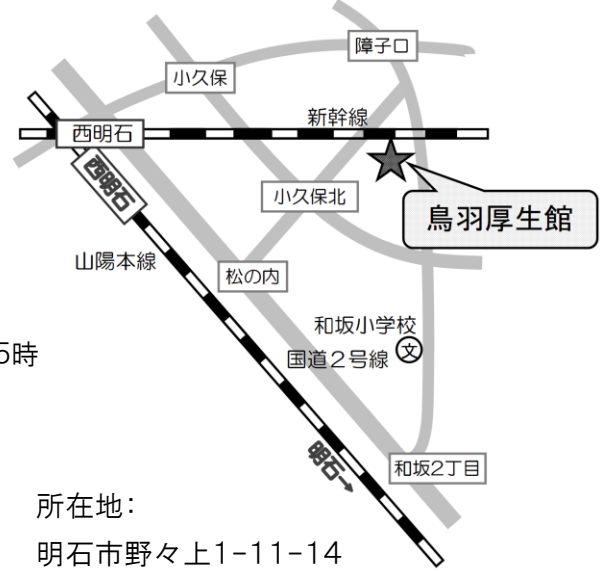 障子口
小久保
新幹線
西明石
西明石
小久保北
鳥羽厚生館
山陽本線
松の内
和坂小学校
文
国道2号線
5時
明石→
和坂2丁目
所在地：
明石市野々上1-11-14